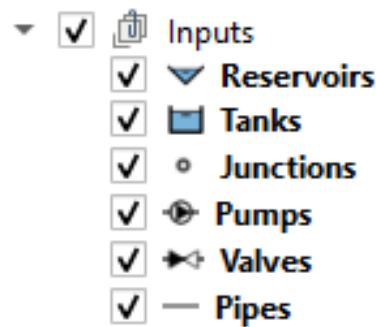 Inputs
Reservoirs
Tanks
Junctions
Pumps
Valves
Pipes